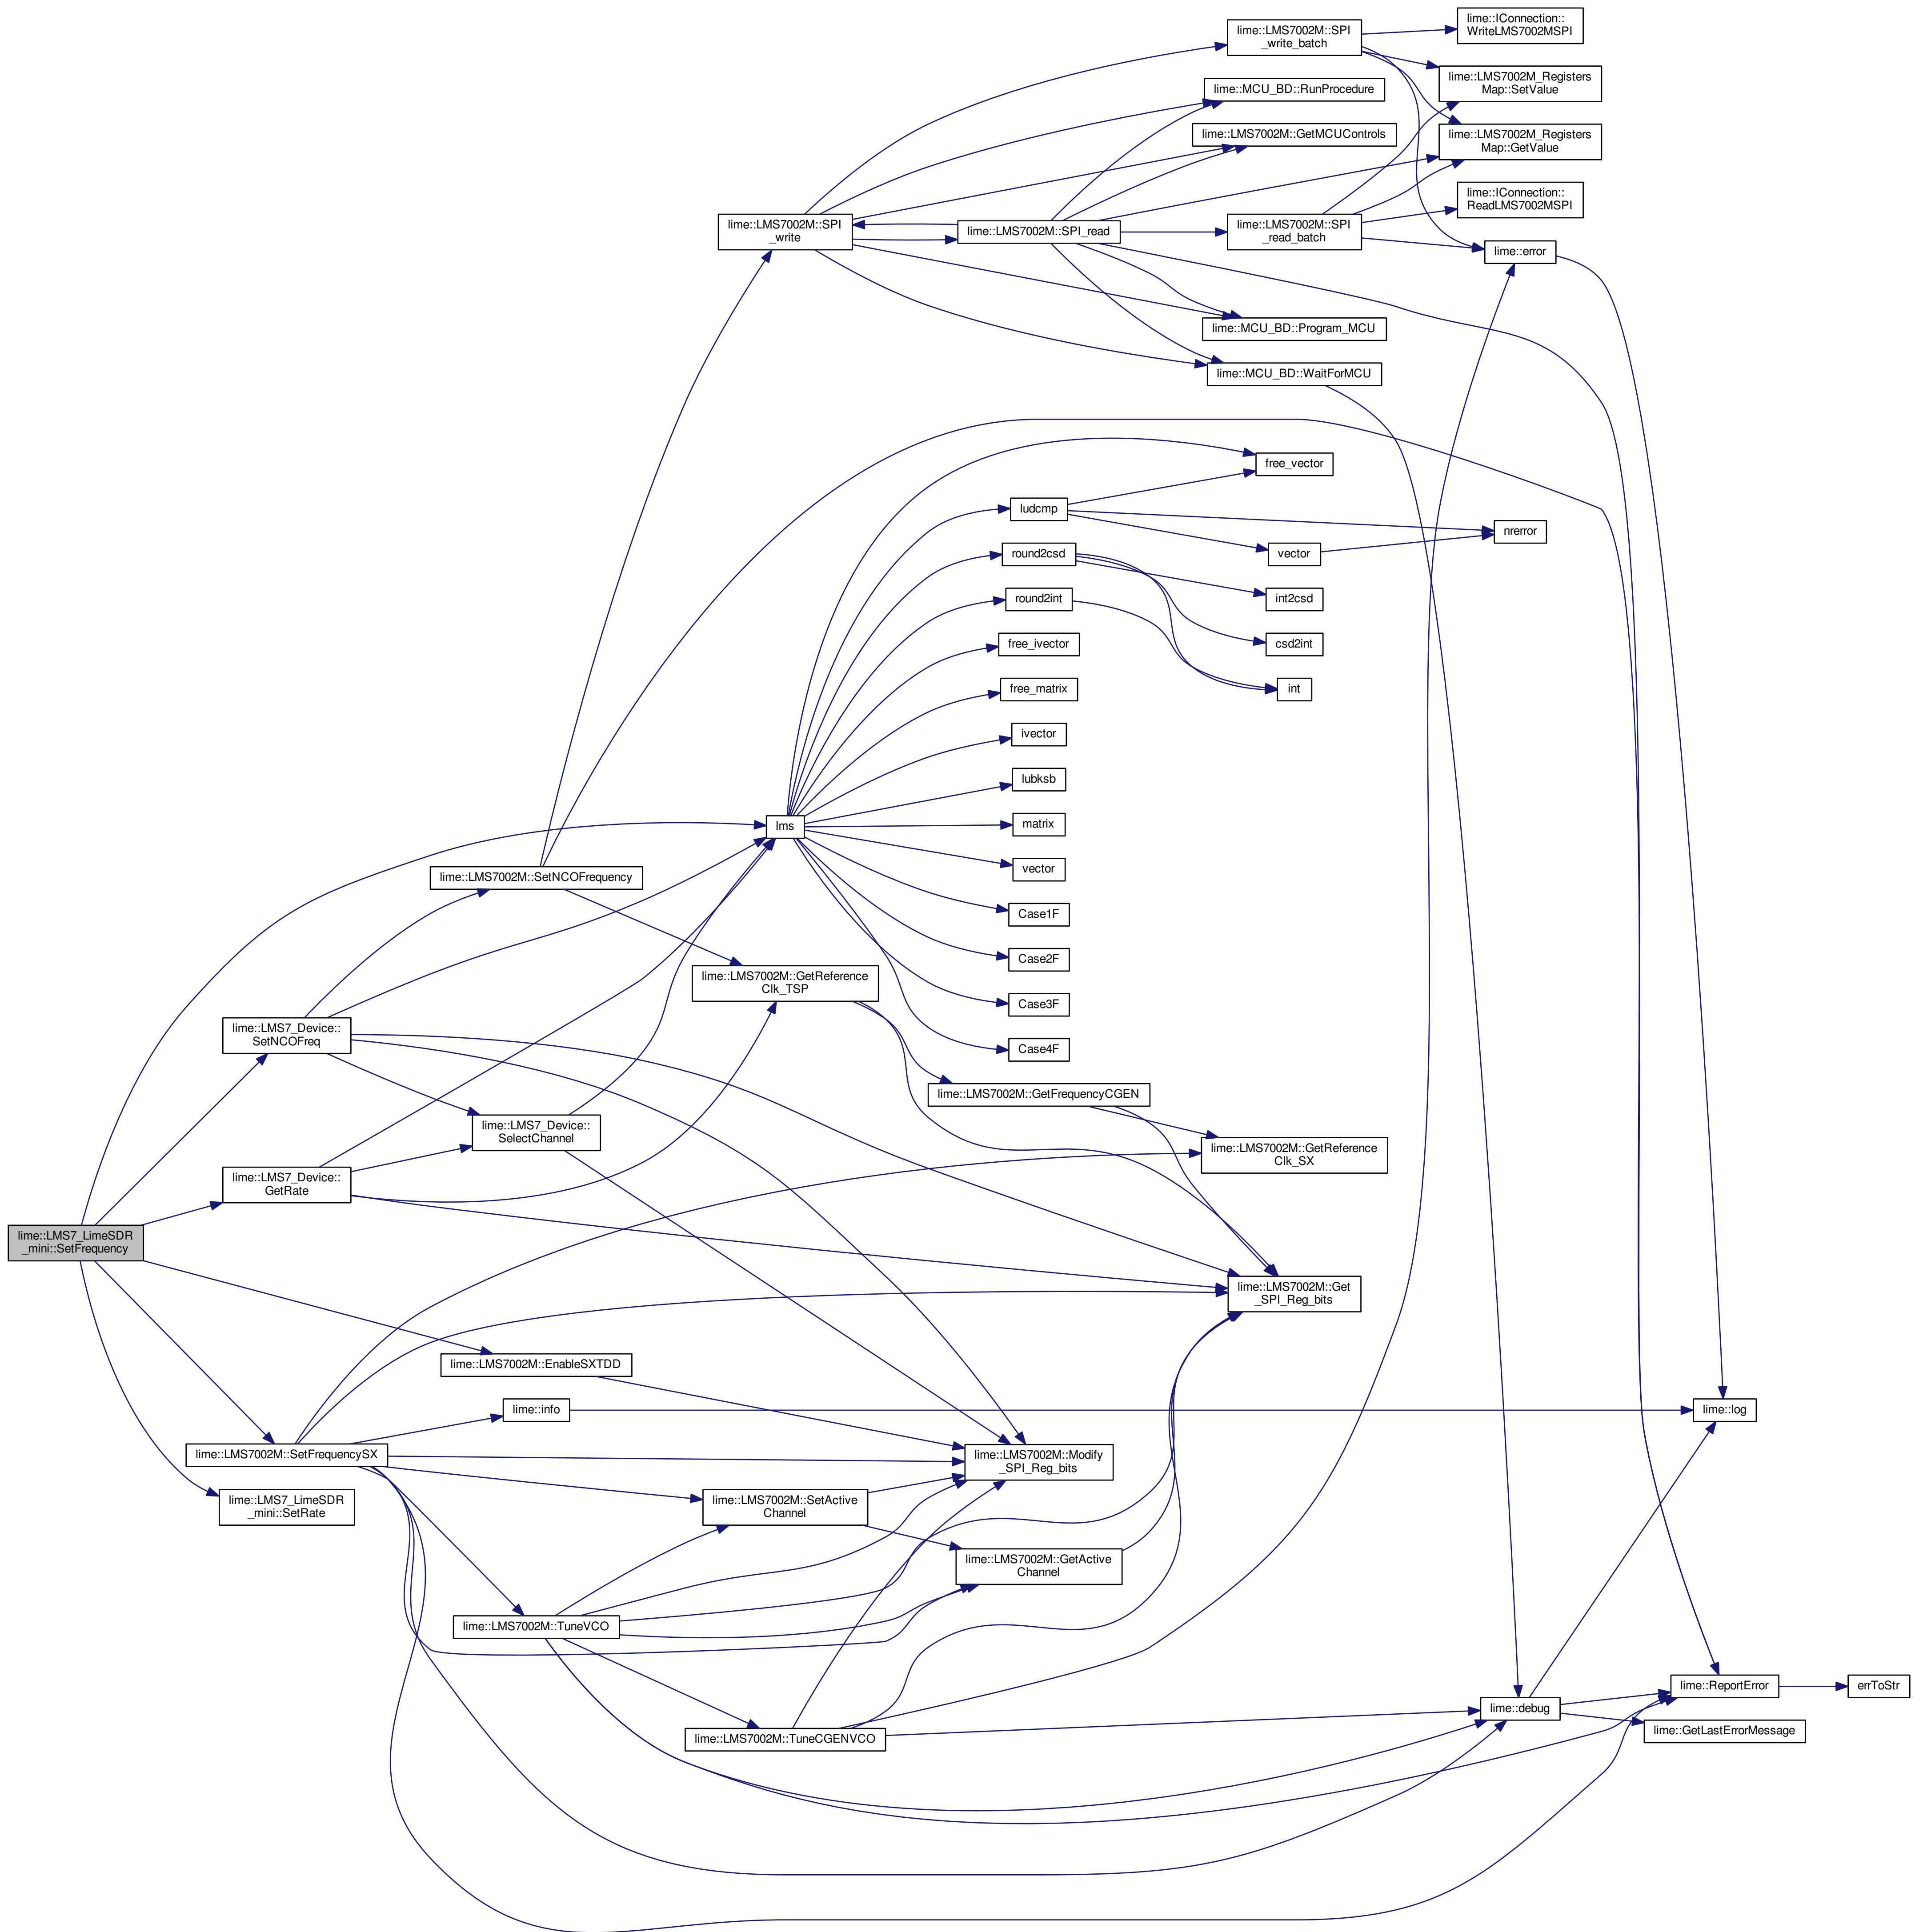 lime::IConnection::
WriteLMS7002MSPI
lime::LMS7002M::SPI
_write_batch
lime::LMS7002M_Registers
Map::SetValue
lime::MCU_BD::RunProcedure
lime::LMS7002M::GetMCUControls
lime::LMS7002M_Registers
Map::GetValue
lime::IConnection::
ReadLMS7002MSPI
lime::LMS7002M::SPI
_write
lime::LMS7002M::SPI_read
lime::LMS7002M::SPI
_read_batch
lime::error
lime::MCU_BD::Program_MCU
lime::MCU_BD::WaitForMCU
free_vector
ludcmp
nrerror
round2csd
vector
round2int
int2csd
free_ivector
csd2int
free_matrix
int
ivector
lubksb
lms
matrix
vector
lime::LMS7002M::SetNCOFrequency
Case1F
Case2F
lime::LMS7002M::GetReference
Clk_TSP
Case3F
lime::LMS7_Device::
SetNCOFreq
Case4F
lime::LMS7002M::GetFrequencyCGEN
lime::LMS7_Device::
SelectChannel
lime::LMS7002M::GetReference
Clk_SX
lime::LMS7_Device::
GetRate
lime::LMS7_LimeSDR
_mini::SetFrequency
lime::LMS7002M::Get
_SPI_Reg_bits
lime::LMS7002M::EnableSXTDD
lime::info
lime::log
lime::LMS7002M::SetFrequencySX
lime::LMS7002M::Modify
_SPI_Reg_bits
lime::LMS7_LimeSDR
_mini::SetRate
lime::LMS7002M::SetActive
Channel
lime::LMS7002M::GetActive
Channel
lime::LMS7002M::TuneVCO
lime::ReportError
errToStr
lime::debug
lime::LMS7002M::TuneCGENVCO
lime::GetLastErrorMessage